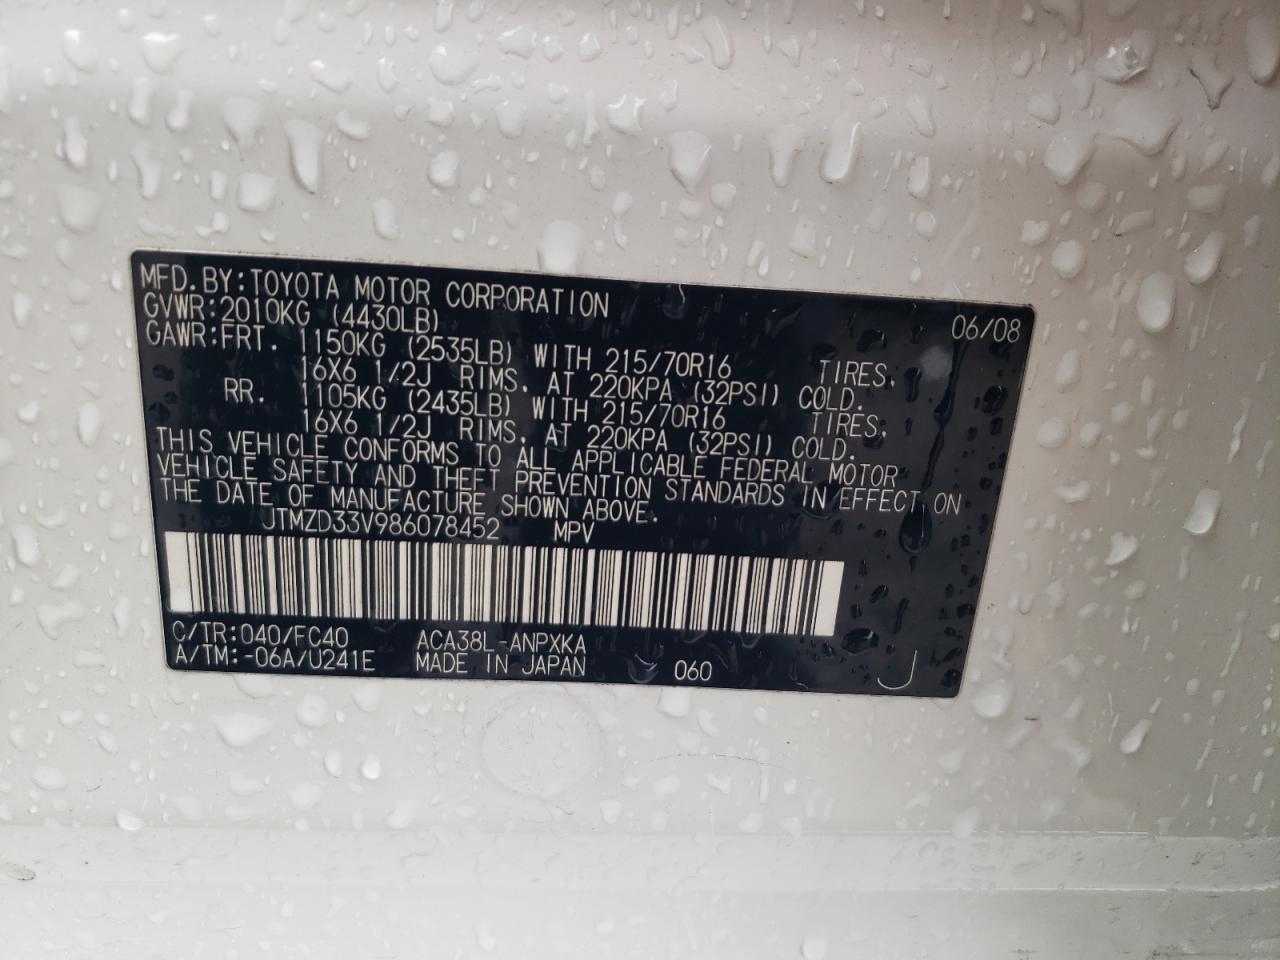 MFD.BY:TOYOTA MOTOR CORPORATION 06/08
GVWR:2010KG (4430LB)
GAWR:FRT. 1150KG (2535LB) WITH 215/70R16 TIRES,
16X6 1/2J RIMS, AT 220KPA (32PSI) COLD.
RR. 1105KG (2435LB) WITH 215/70R16 TIRES,
16X6 1/2J RIMS, AT 220KPA (32PSI) COLD.
THIS VEHICLE CONFORMS TO ALL APPLICABLE FEDERAL MOTOR
VEHICLE SAFETY AND THEFT PREVENTION STANDARDS IN EFFECT ON
THE DATE OF MANUFACTURE SHOWN ABOVE.
JTMZD33V986078452 MPV
C/TR:040/FC40 ACA38L-ANPXKA
A/TM:-06A/U241E MADE IN JAPAN 060 J